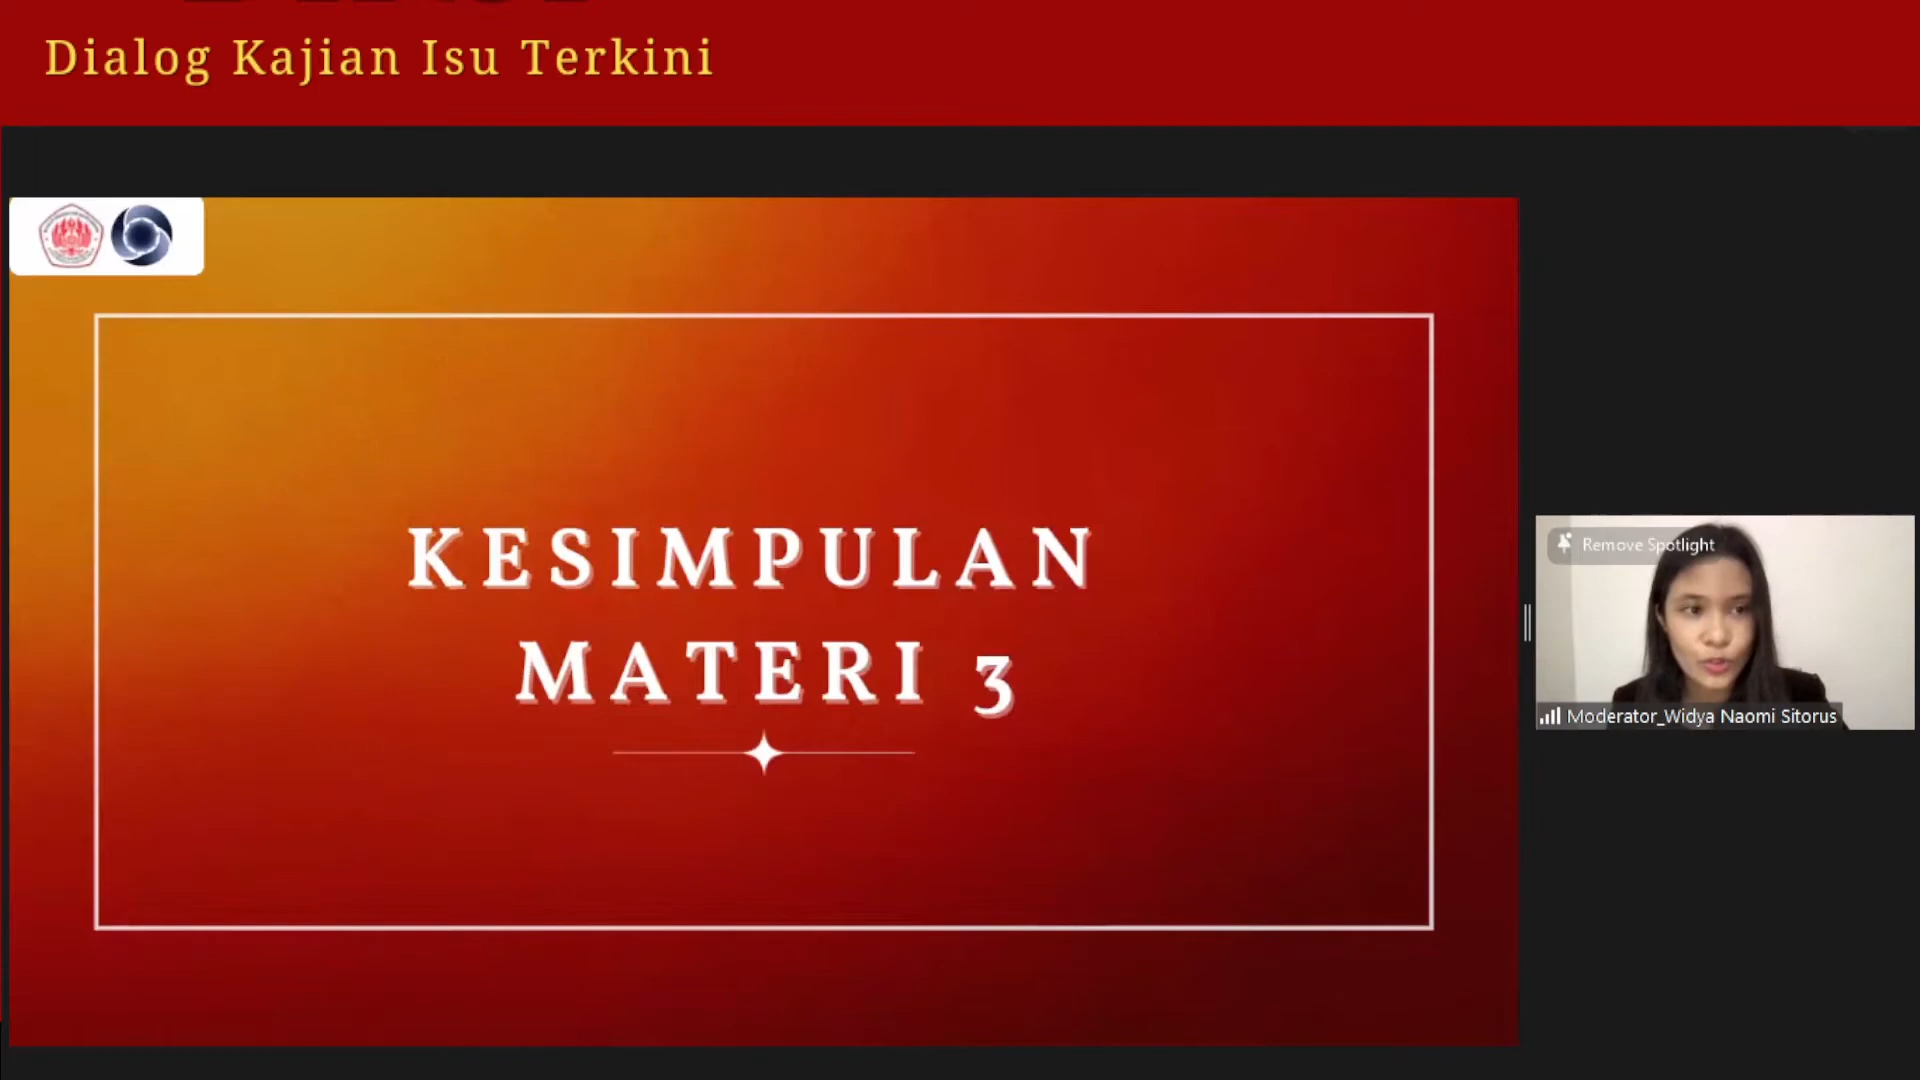 Dialog Kajian Isu Terkini
KESIMPULAN
MATERI 3
Remove Spotlight
Moderator_Widya Naomi Sitorus